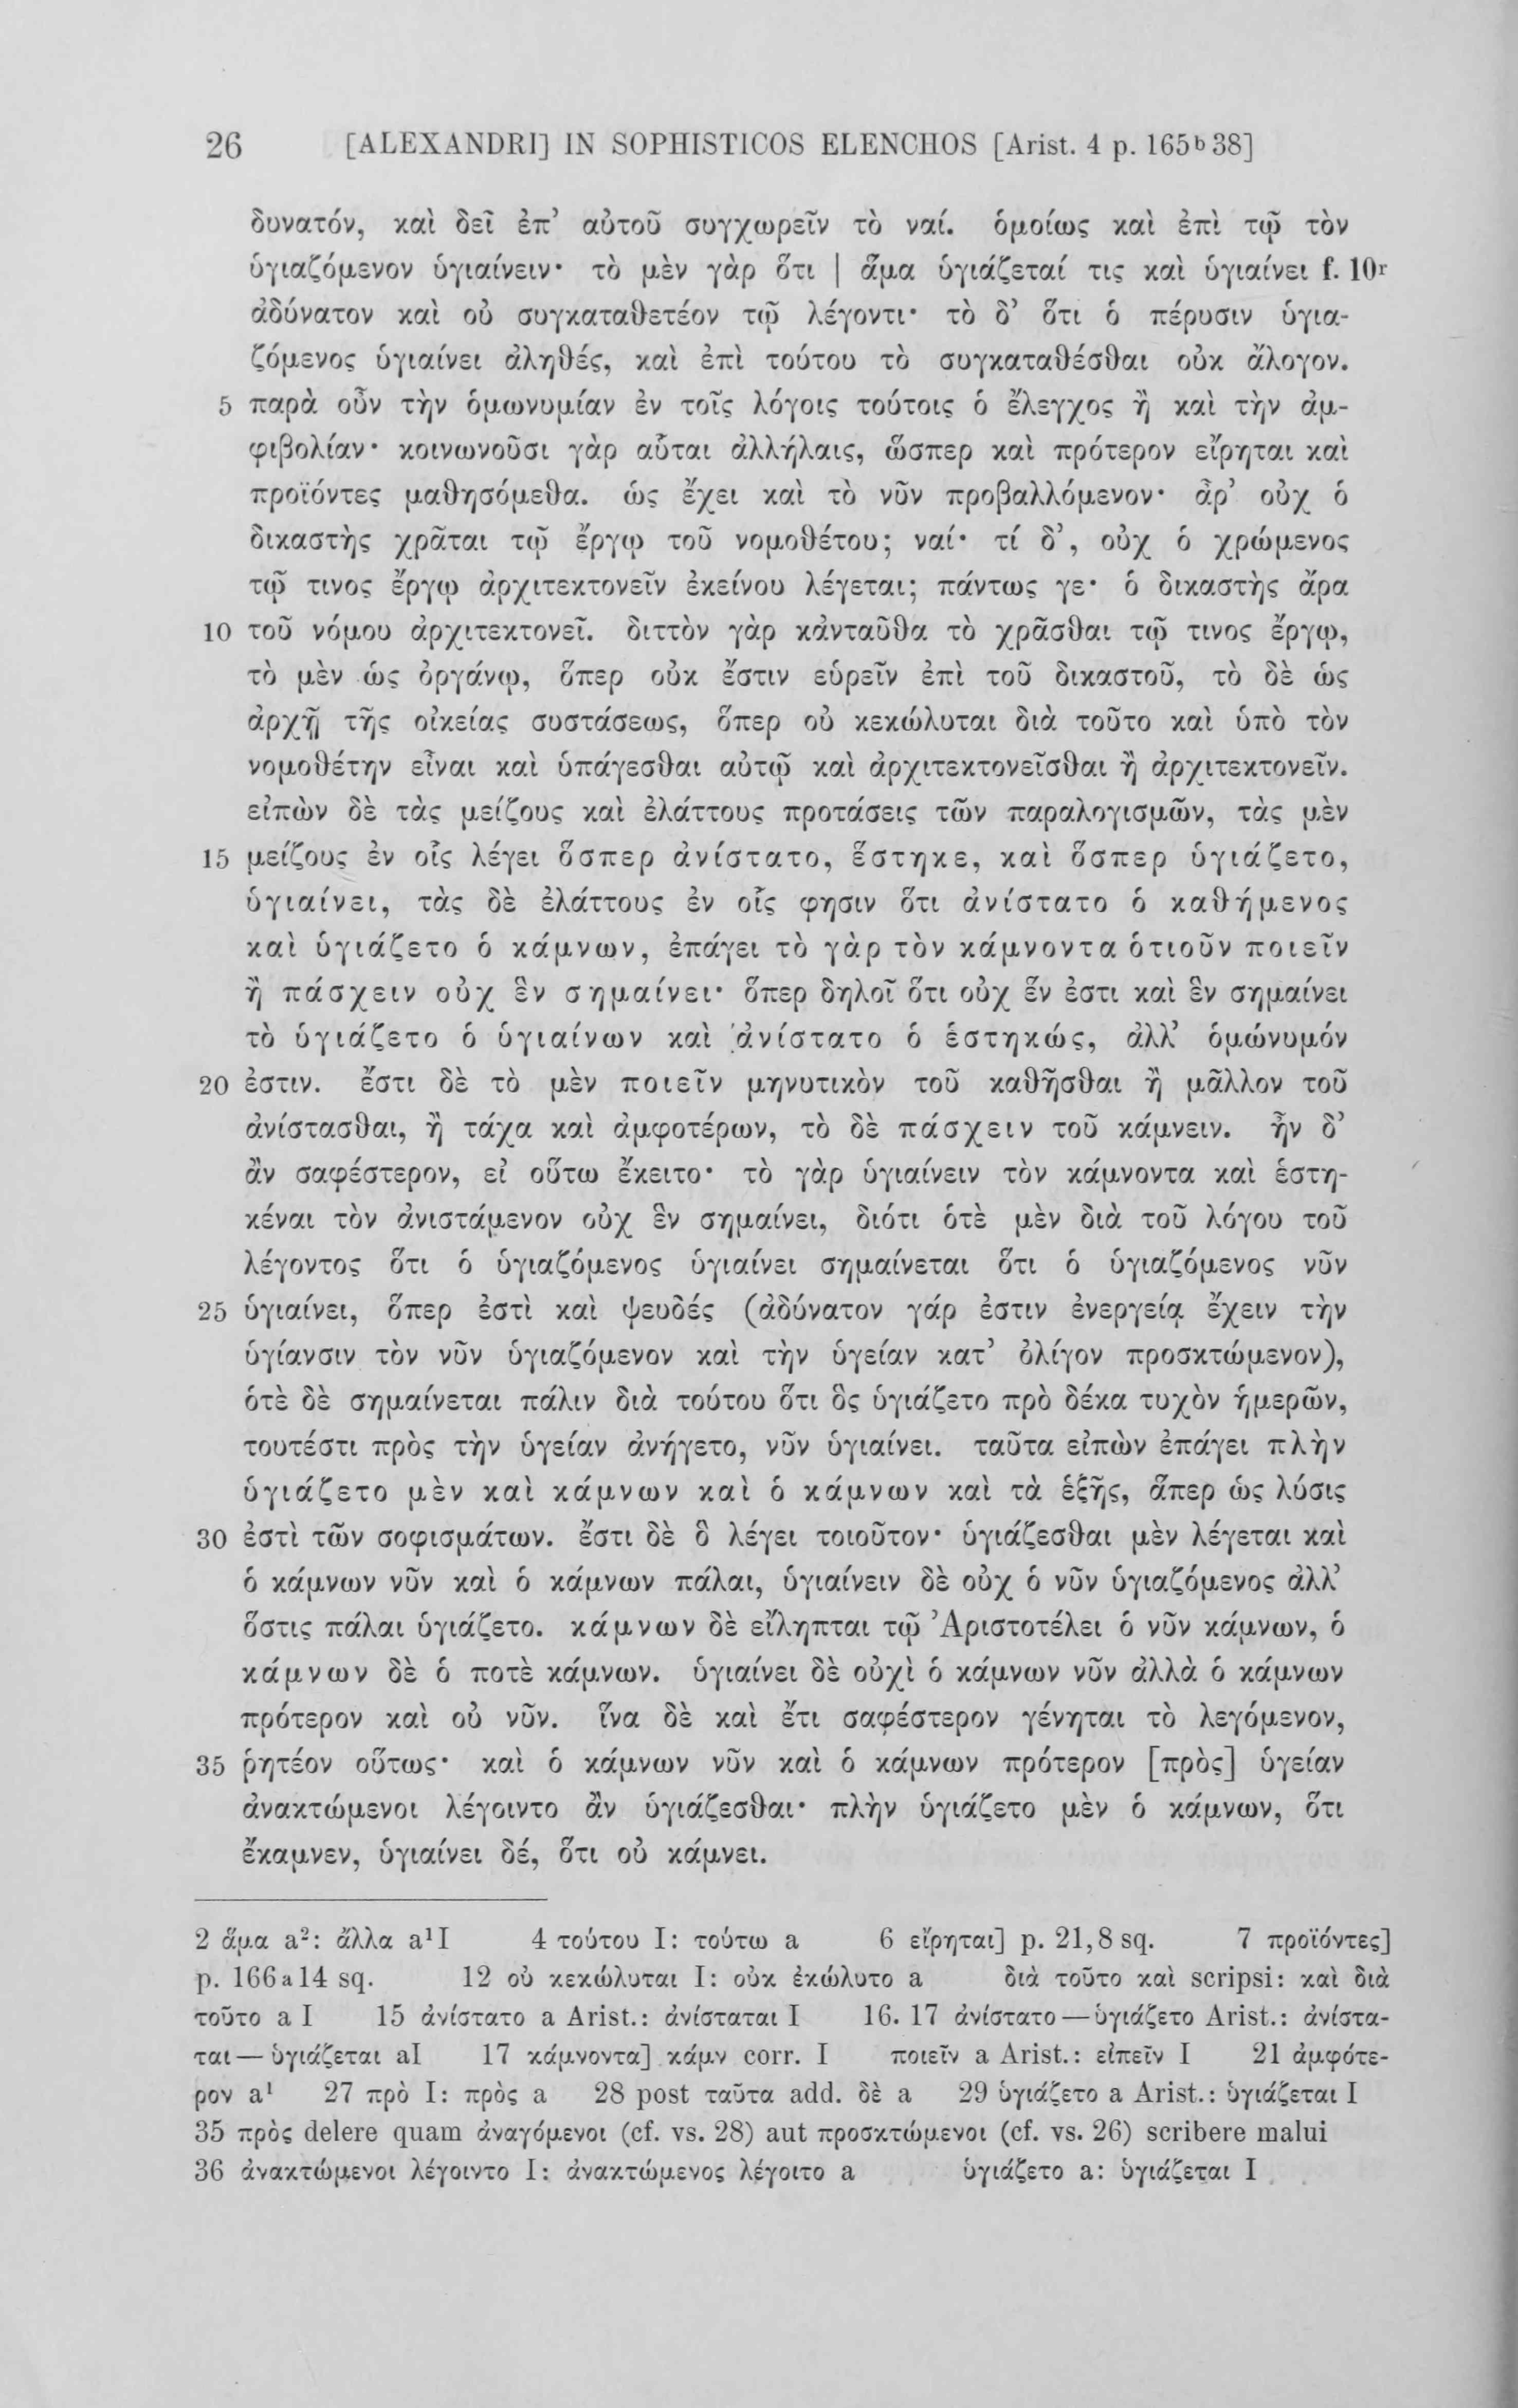 26 [ALEXANDRI] IN SOPHISTICOS ELENCHOS [Arist. 4 p. 165b38]
δυνατόν, καὶ δεῖ ἐπ’ αὐτοῦ συγχωρεῖν τὸ ναί. ὁμοίως καὶ ἐπὶ τῷ τὸν
ὑγιαζόμενον ὑγιαίνειν· τὸ μὲν γὰρ ὅτι | ἅμα ὑγιάζεταί τις καὶ ὑγιαίνει f. 10r
ἀδύνατον καὶ οὐ συγκαταθετέον τῷ λέγοντι· τὸ δ’ ὅτι ὁ πέρυσιν ὑγια-
ζόμενος ὑγιαίνει ἀληθές, καὶ ἐπὶ τούτου τὸ συγκαταθέσθαι οὐκ ἄλογον.
5 παρὰ οὖν τὴν ὁμωνυμίαν ἐν τοῖς λόγοις τούτοις ὁ ἔλεγχος ἢ καὶ τὴν ἀμ-
φιβολίαν· κοινωνοῦσι γὰρ αὗται ἀλλήλαις, ὥσπερ καὶ πρότερον εἴρηται καὶ
προϊόντες μαθησόμεθα. ὡς ἔχει καὶ τὸ νῦν προβαλλόμενον· ἆρ’ οὐχ ὁ
δικαστὴς χρᾶται τῷ ἔργῳ τοῦ νομοθέτου; ναί· τί δ’, οὐχ ὁ χρώμενος
τῷ τινος ἔργῳ ἀρχιτεκτονεῖν ἐκείνου λέγεται; πάντως γε· ὁ δικαστὴς ἄρα
10 τοῦ νόμου ἀρχιτεκτονεῖ. διττὸν γὰρ κἀνταῦθα τὸ χρᾶσθαι τῷ τινος ἔργῳ,
τὸ μὲν ὡς ὀργάνῳ, ὅπερ οὐκ ἔστιν εὑρεῖν ἐπὶ τοῦ δικαστοῦ, τὸ δὲ ὡς
ἀρχῇ τῆς οἰκείας συστάσεως, ὅπερ οὐ κεκώλυται διὰ τοῦτο καὶ ὑπὸ τὸν
νομοθέτην εἶναι καὶ ὑπάγεσθαι αὐτῷ καὶ ἀρχιτεκτονεῖσθαι ἢ ἀρχιτεκτονεῖν.
εἰπὼν δὲ τὰς μείζους καὶ ἐλάττους προτάσεις τῶν παραλογισμῶν, τὰς μὲν
15 μείζους ἐν οἷς λέγει ὅσπερ ἀνίστατο, ἕστηκε, καὶ ὅσπερ ὑγιάζετο,
ὑγιαίνει, τὰς δὲ ἐλάττους ἐν οἷς φησιν ὅτι ἀνίστατο ὁ καθήμενος
καὶ ὑγιάζετο ὁ κάμνων, ἐπάγει τὸ γὰρ τὸν κάμνοντα ὁτιοῦν ποιεῖν
ἢ πάσχειν οὐχ ἓν σημαίνει· ὅπερ δηλοῖ ὅτι οὐχ ἕν ἐστι καὶ ἓν σημαίνει
τὸ ὑγιάζετο ὁ ὑγιαίνων καὶ ἀνίστατο ὁ ἑστηκώς, ἀλλ’ ὁμώνυμόν
20 ἐστιν. ἔστι δὲ τὸ μὲν ποιεῖν μηνυτικὸν τοῦ καθῆσθαι ἢ μᾶλλον τοῦ
ἀνίστασθαι, ἢ τάχα καὶ ἀμφοτέρων, τὸ δὲ πάσχειν τοῦ κάμνειν. ἦν δ’
ἂν σαφέστερον, εἰ οὕτω ἔκειτο· τὸ γὰρ ὑγιαίνειν τὸν κάμνοντα καὶ ἑστη-
κέναι τὸν ἀνιστάμενον οὐχ ἓν σημαίνει, διότι ὁτὲ μὲν διὰ τοῦ λόγου τοῦ
λέγοντος ὅτι ὁ ὑγιαζόμενος ὑγιαίνει σημαίνεται ὅτι ὁ ὑγιαζόμενος νῦν
25 ὑγιαίνει, ὅπερ ἐστὶ καὶ ψευδές (ἀδύνατον γάρ ἐστιν ἐνεργείᾳ ἔχειν τὴν
ὑγίανσιν τὸν νῦν ὑγιαζόμενον καὶ τὴν ὑγείαν κατ’ ὀλίγον προσκτώμενον),
ὁτὲ δὲ σημαίνεται πάλιν διὰ τούτου ὅτι ὃς ὑγιάζετο πρὸ δέκα τυχὸν ἡμερῶν,
τουτέστι πρὸς τὴν ὑγείαν ἀνήγετο, νῦν ὑγιαίνει. ταῦτα εἰπὼν ἐπάγει πλὴν
ὑγιάζετο μὲν καὶ κάμνων καὶ ὁ κάμνων καὶ τὰ ἑξῆς, ἅπερ ὡς λύσις
30 ἐστὶ τῶν σοφισμάτων. ἔστι δὲ ὃ λέγει τοιοῦτον· ὑγιάζεσθαι μὲν λέγεται καὶ
ὁ κάμνων νῦν καὶ ὁ κάμνων πάλαι, ὑγιαίνειν δὲ οὐχ ὁ νῦν ὑγιαζόμενος ἀλλ’
ὅστις πάλαι ὑγιάζετο. κάμνων δὲ εἴληπται τῷ Ἀριστοτέλει ὁ νῦν κάμνων, ὁ
κάμνων δὲ ὁ ποτὲ κάμνων. ὑγιαίνει δὲ οὐχὶ ὁ κάμνων νῦν ἀλλὰ ὁ κάμνων
πρότερον καὶ οὐ νῦν. ἵνα δὲ καὶ ἔτι σαφέστερον γένηται τὸ λεγόμενον,
35 ῥητέον οὕτως· καὶ ὁ κάμνων νῦν καὶ ὁ κάμνων πρότερον [πρὸς] ὑγείαν
ἀνακτώμενοι λέγοιντο ἂν ὑγιάζεσθαι· πλὴν ὑγιάζετο μὲν ὁ κάμνων, ὅτι
ἔκαμνεν, ὑγιαίνει δέ, ὅτι οὐ κάμνει.
2 ἅμα a²: ἄλλα a¹I 4 τούτου I: τούτω a 6 εἴρηται] p. 21,8 sq. 7 προϊόντες]
p. 166a14 sq. 12 οὐ κεκώλυται I: οὐκ ἐκώλυτο a διὰ τοῦτο καὶ scripsi: καὶ διὰ
τοῦτο a I 15 ἀνίστατο a Arist.: ἀνίσταται I 16. 17 ἀνίστατο — ὑγιάζετο Arist.: ἀνίστα-
ται — ὑγιάζεται aI 17 κάμνοντα] κάμν corr. I ποιεῖν a Arist.: εἰπεῖν I 21 ἀμφότε-
ρον a¹ 27 πρὸ I: πρὸς a 28 post ταῦτα add. δὲ a 29 ὑγιάζετο a Arist.: ὑγιάζεται I
35 πρὸς delere quam ἀναγόμενοι (cf. vs. 28) aut προσκτώμενοι (cf. vs. 26) scribere malui
36 ἀνακτώμενοι λέγοιντο I: ἀνακτώμενος λέγοιτο a ὑγιάζετο a: ὑγιάζεται I